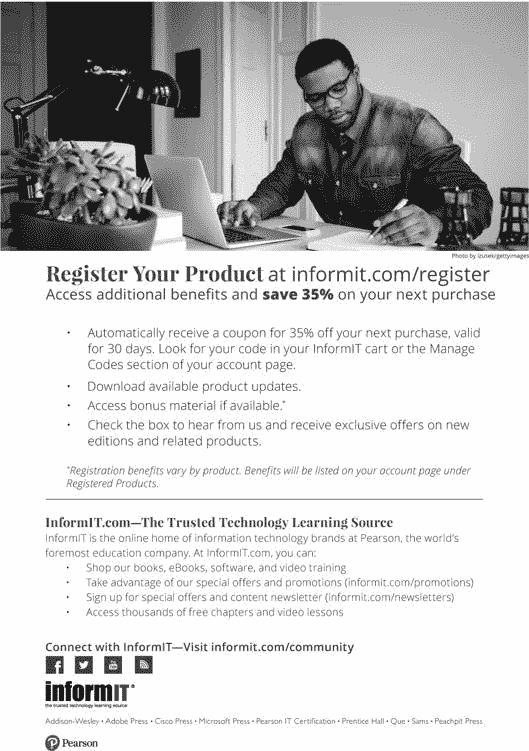 Photo by izusek/gettyimages
Register Your Product at informit.com/register
Access additional benefits and save 35% on your next purchase
• Automatically receive a coupon for 35% off your next purchase, valid
for 30 days. Look for your code in your InformIT cart or the Manage
Codes section of your account page.
• Download available product updates.
• Access bonus material if available.*
• Check the box to hear from us and receive exclusive offers on new
editions and related products.
*Registration benefits vary by product. Benefits will be listed on your account page under
Registered Products.
InformIT.com—The Trusted Technology Learning Source
InformIT is the online home of information technology brands at Pearson, the world's
foremost education company. At InformIT.com, you can:
• Shop our books, eBooks, software, and video training
• Take advantage of our special offers and promotions (informit.com/promotions)
• Sign up for special offers and content newsletter (informit.com/newsletters)
• Access thousands of free chapters and video lessons
Connect with InformIT—Visit informit.com/community
informIT®
the trusted technology learning source
Addison-Wesley • Adobe Press • Cisco Press • Microsoft Press • Pearson IT Certification • Prentice Hall • Que • Sams • Peachpit Press
Pearson